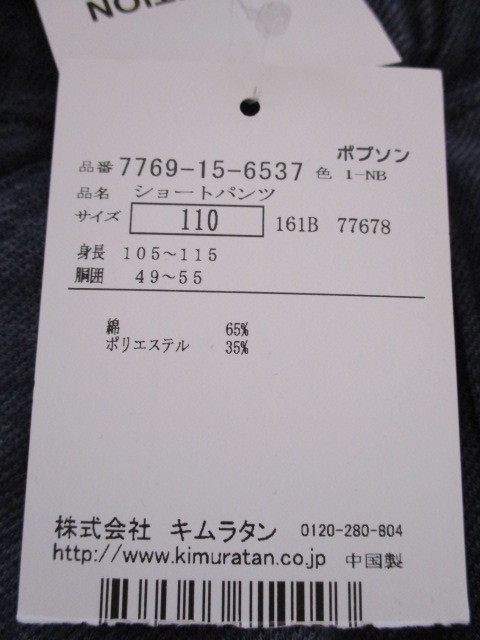 NOITION
ボブソン
品番 7769-15-6537 色 1-NB
品名 ショートパンツ
サイズ 110 161B 77678
身長 105～115
胴囲 49～55
綿 65%
ポリエステル 35%
株式会社 キムラタン 0120-280-804
http://www.kimuratan.co.jp 中国製